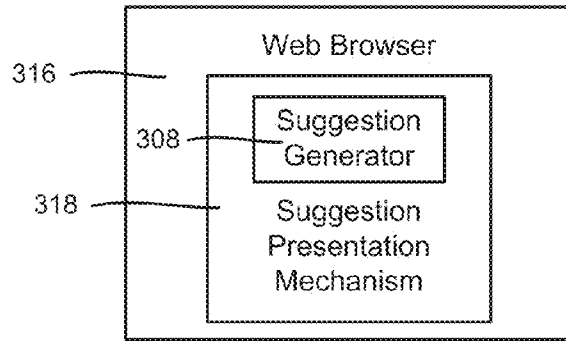 Web Browser
316
Suggestion
Generator
308
318
Suggestion
Presentation
Mechanism